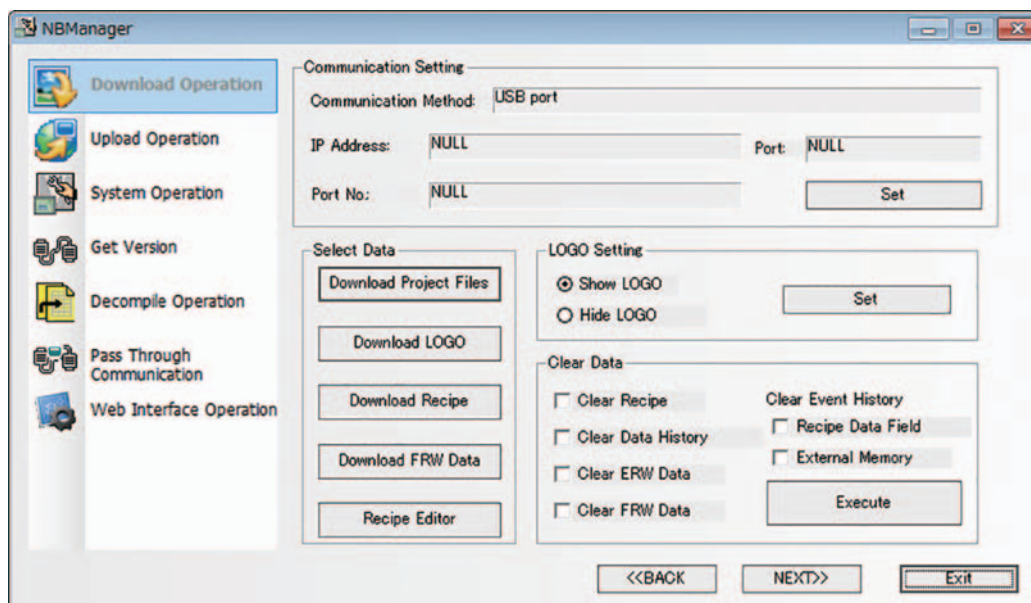 NBManager
Download Operation
Upload Operation
System Operation
Get Version
Decompile Operation
Pass Through
Communication
Web Interface Operation
Communication Setting
Communication Method: USB port
IP Address: NULL Port: NULL
Port No.: NULL Set
Select Data
Download Project Files
Download LOGO
Download Recipe
Download FRW Data
Recipe Editor
LOGO Setting
Show LOGO
Hide LOGO
Set
Clear Data
Clear Recipe
Clear Data History
Clear ERW Data
Clear FRW Data
Clear Event History
Recipe Data Field
External Memory
Execute
<<BACK NEXT>> Exit